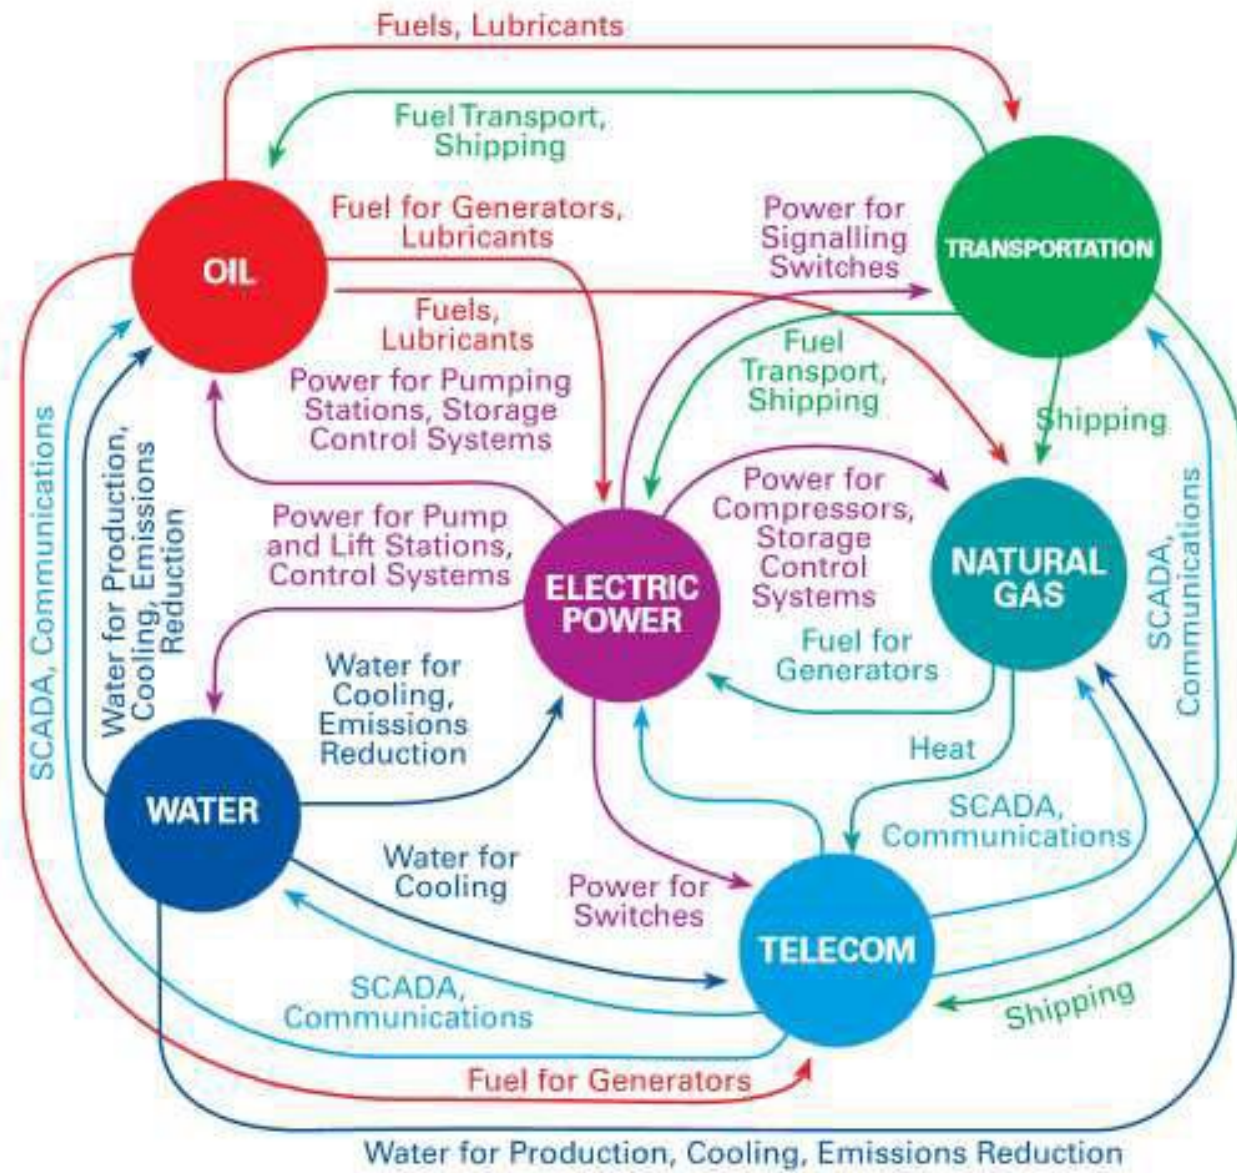 Fuels, Lubricants
Fuel Transport,
Shipping
Fuel for Generators,
Lubricants
Power for
Signalling
Switches
TRANSPORTATION
OIL
Fuels,
Lubricants
Fuel
Transport,
Shipping
Power for Pumping
Stations, Storage
Control Systems
Shipping
SCADA, Communications
Water for Production,
Cooling, Emissions
Reduction
Power for Pump
and Lift Stations,
Control Systems
Power for
Compressors,
Storage
Control
Systems
SCADA,
Communications
ELECTRIC
POWER
NATURAL
GAS
Fuel for
Generators
Water for
Cooling,
Emissions
Reduction
Heat
WATER
SCADA,
Communications
Water for
Cooling
Power for
Switches
TELECOM
SCADA,
Communications
Shipping
Fuel for Generators
Water for Production, Cooling, Emissions Reduction